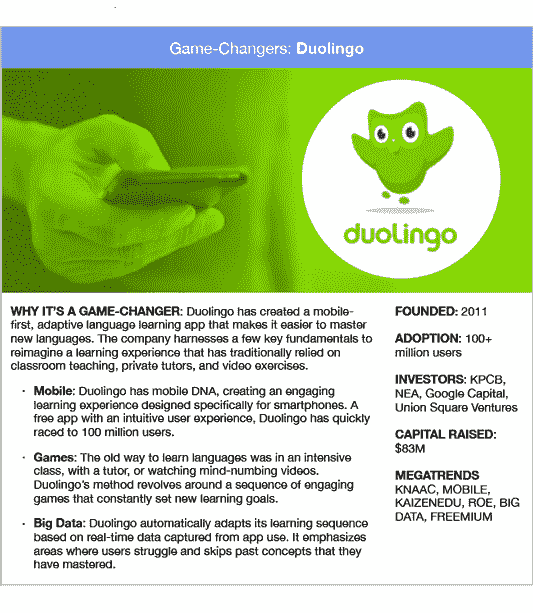 Game-Changers: Duolingo
duolingo
WHY IT'S A GAME-CHANGER: Duolingo has created a mobile-
first, adaptive language learning app that makes it easier to master
new languages. The company harnesses a few key fundamentals to
reimagine a learning experience that has traditionally relied on
classroom teaching, private tutors, and video exercises.
· Mobile: Duolingo has mobile DNA, creating an engaging
learning experience designed specifically for smartphones. A
free app with an intuitive user experience, Duolingo has quickly
raced to 100 million users.
· Games: The old way to learn languages was in an intensive
class, with a tutor, or watching mind-numbing videos.
Duolingo's method revolves around a sequence of engaging
games that constantly set new learning goals.
· Big Data: Duolingo automatically adapts its learning sequence
based on real-time data captured from app use. It emphasizes
areas where users struggle and skips past concepts that they
have mastered.
FOUNDED: 2011
ADOPTION: 100+
million users
INVESTORS: KPCB,
NEA, Google Capital,
Union Square Ventures
CAPITAL RAISED:
$83M
MEGATRENDS
KNAAC, MOBILE,
KAIZENEDU, ROE, BIG
DATA, FREEMIUM